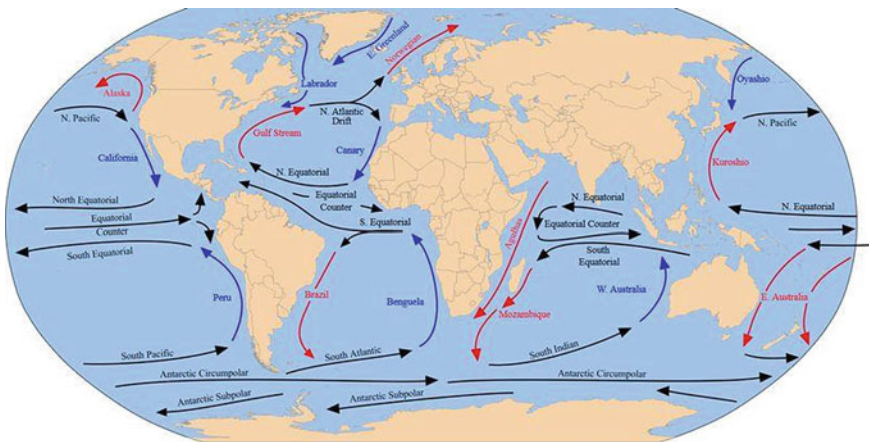 E. Greenland
Norwegian
Labrador
Oyashio
Alaska
N. Pacific
N. Atlantic
Drift
Gulf Stream
N. Pacific
California
Canary
Kuroshio
N. Equatorial
North Equatorial
Equatorial
Counter
N. Equatorial
N. Equatorial
Equatorial
Counter
S. Equatorial
Equatorial Counter
South Equatorial
South
Equatorial
Agulhas
Peru
Brazil
Benguela
W. Australia
E. Australia
Mozambique
South Pacific
South Atlantic
South Indian
Antarctic Circumpolar
Antarctic Circumpolar
Antarctic Subpolar
Antarctic Subpolar